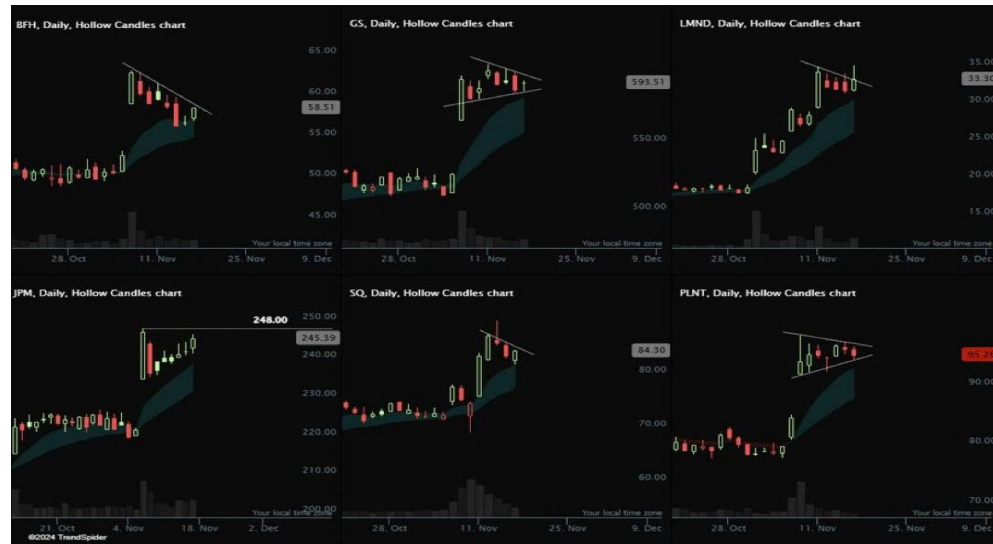 BFH, Daily, Hollow Candles chart
65.00
60.00
58.51
55.00
50.00
45.00
Your local time zone
28. Oct 11. Nov 25. Nov 9. Dec
GS, Daily, Hollow Candles chart
593.51
550.00
500.00
Your local time zone
28. Oct 11. Nov 25. Nov 9. Dec
LMND, Daily, Hollow Candles chart
35.00
33.30
30.00
25.00
20.00
15.00
Your local time zone
28. Oct 11. Nov 25. Nov 9. Dec
JPM, Daily, Hollow Candles chart
250.00
248.00
245.39
240.00
230.00
220.00
210.00
200.00
Your local time zone
21. Oct 4. Nov 18. Nov 2. Dec
©2024 TrendSpider
SQ, Daily, Hollow Candles chart
84.30
80.00
70.00
60.00
Your local time zone
28. Oct 11. Nov 25. Nov 9. Dec
PLNT, Daily, Hollow Candles chart
90.00
80.00
70.00
Your local time zone
28. Oct 11. Nov 25. Nov 9. Dec